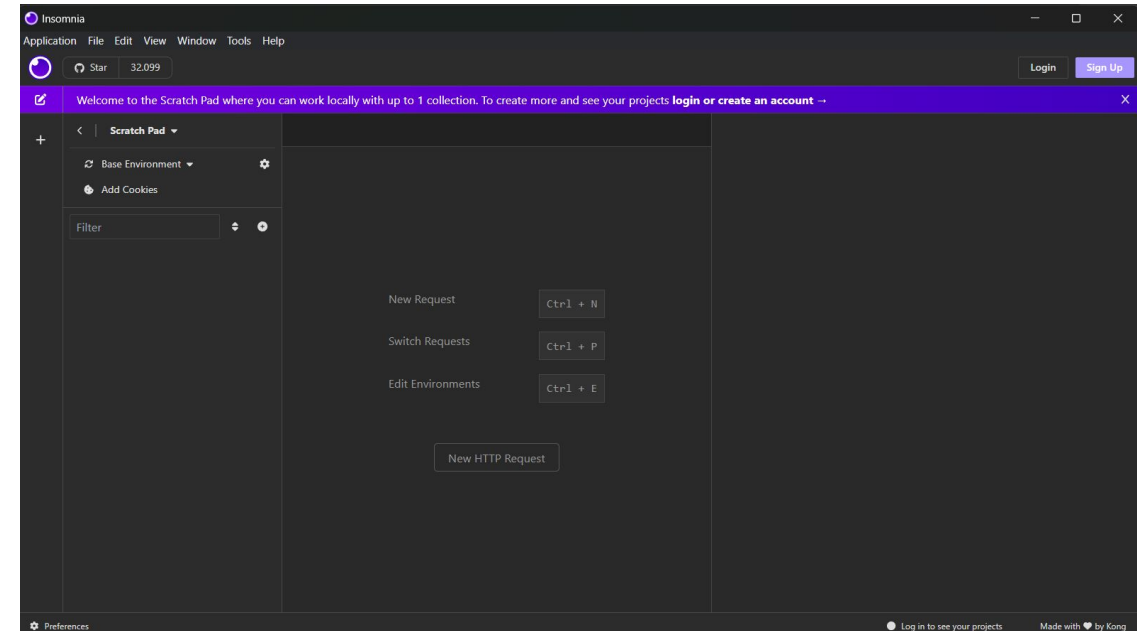 Insomnia
Application File Edit View Window Tools Help
Star 32.099 Login Sign Up
Welcome to the Scratch Pad where you can work locally with up to 1 collection. To create more and see your projects login or create an account →
Scratch Pad
Base Environment
Add Cookies
Filter
New Request Ctrl + N
Switch Requests Ctrl + P
Edit Environments Ctrl + E
New HTTP Request
Preferences Log in to see your projects Made with ♥ by Kong